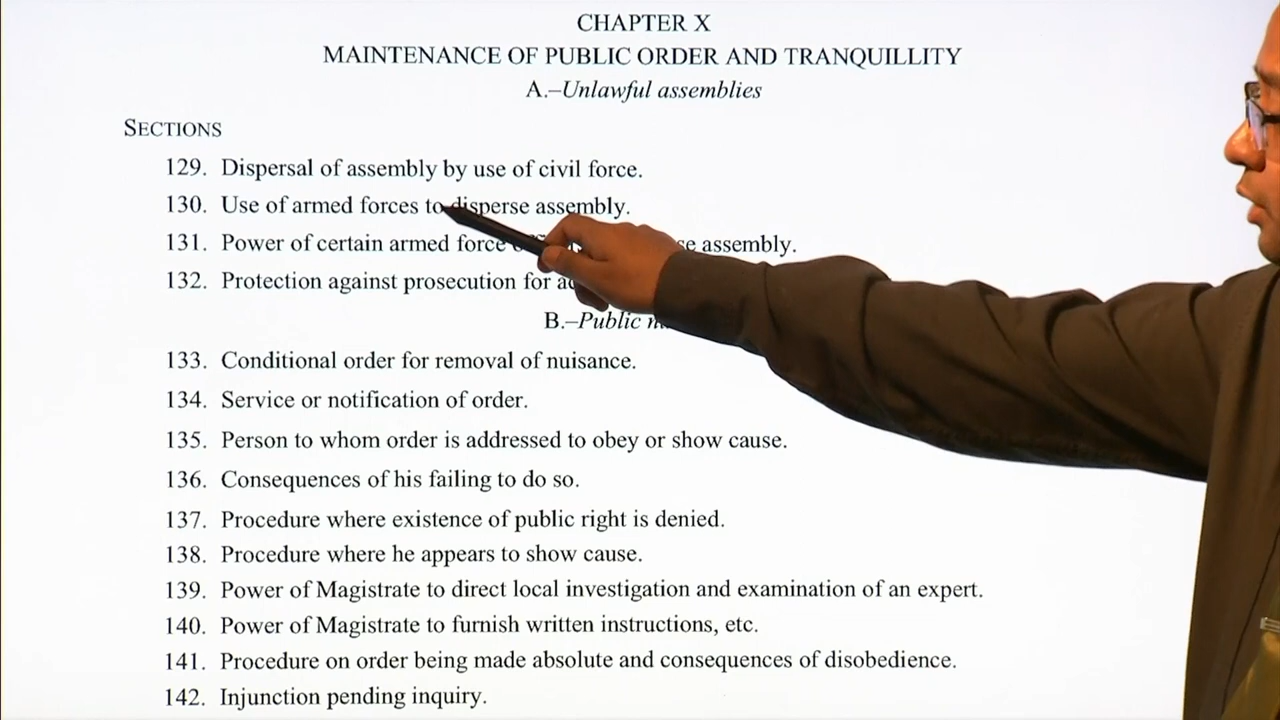 CHAPTER X
MAINTENANCE OF PUBLIC ORDER AND TRANQUILLITY
A.–Unlawful assemblies
SECTIONS
129. Dispersal of assembly by use of civil force.
130. Use of armed forces to disperse assembly.
131. Power of certain armed force assembly.
132. Protection against prosecution for
B.–Public
133. Conditional order for removal of nuisance.
134. Service or notification of order.
135. Person to whom order is addressed to obey or show cause.
136. Consequences of his failing to do so.
137. Procedure where existence of public right is denied.
138. Procedure where he appears to show cause.
139. Power of Magistrate to direct local investigation and examination of an expert.
140. Power of Magistrate to furnish written instructions, etc.
141. Procedure on order being made absolute and consequences of disobedience.
142. Injunction pending inquiry.